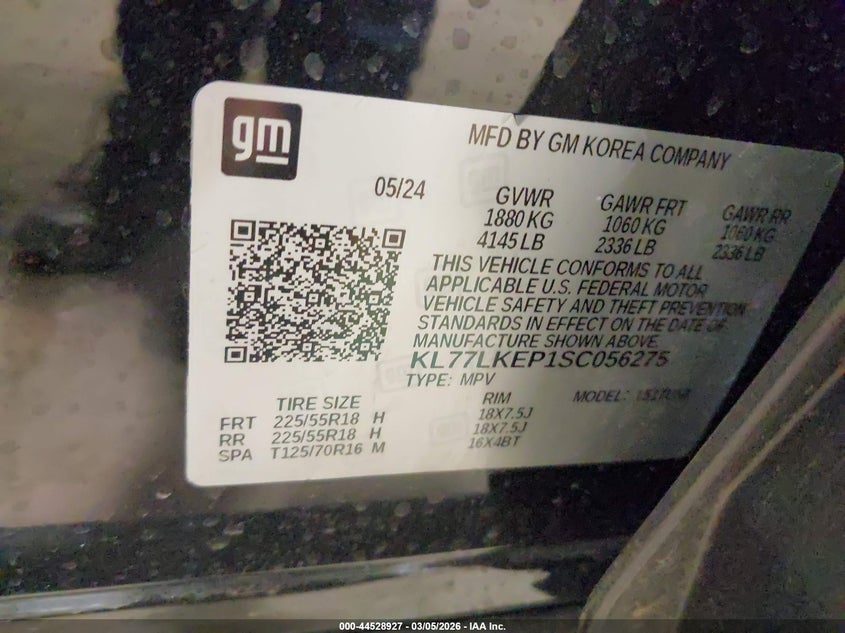 gm
MFD BY GM KOREA COMPANY
05/24
GVWR GAWR FRT GAWR RR
1880 KG 1060 KG 1060 KG
4145 LB 2336 LB 2336 LB
THIS VEHICLE CONFORMS TO ALL
APPLICABLE U.S. FEDERAL MOTOR
VEHICLE SAFETY AND THEFT PREVENTION
STANDARDS IN EFFECT ON THE DATE OF
MANUFACTURE SHOWN ABOVE.
KL77LKEP1SC056275
TYPE: MPV MODEL:
TIRE SIZE RIM
FRT 225/55R18 H 18X7.5J
RR 225/55R18 H 18X7.5J
SPA T125/70R16 M 16X4BT
000-44528927 - 03/05/2026 - IAA Inc.